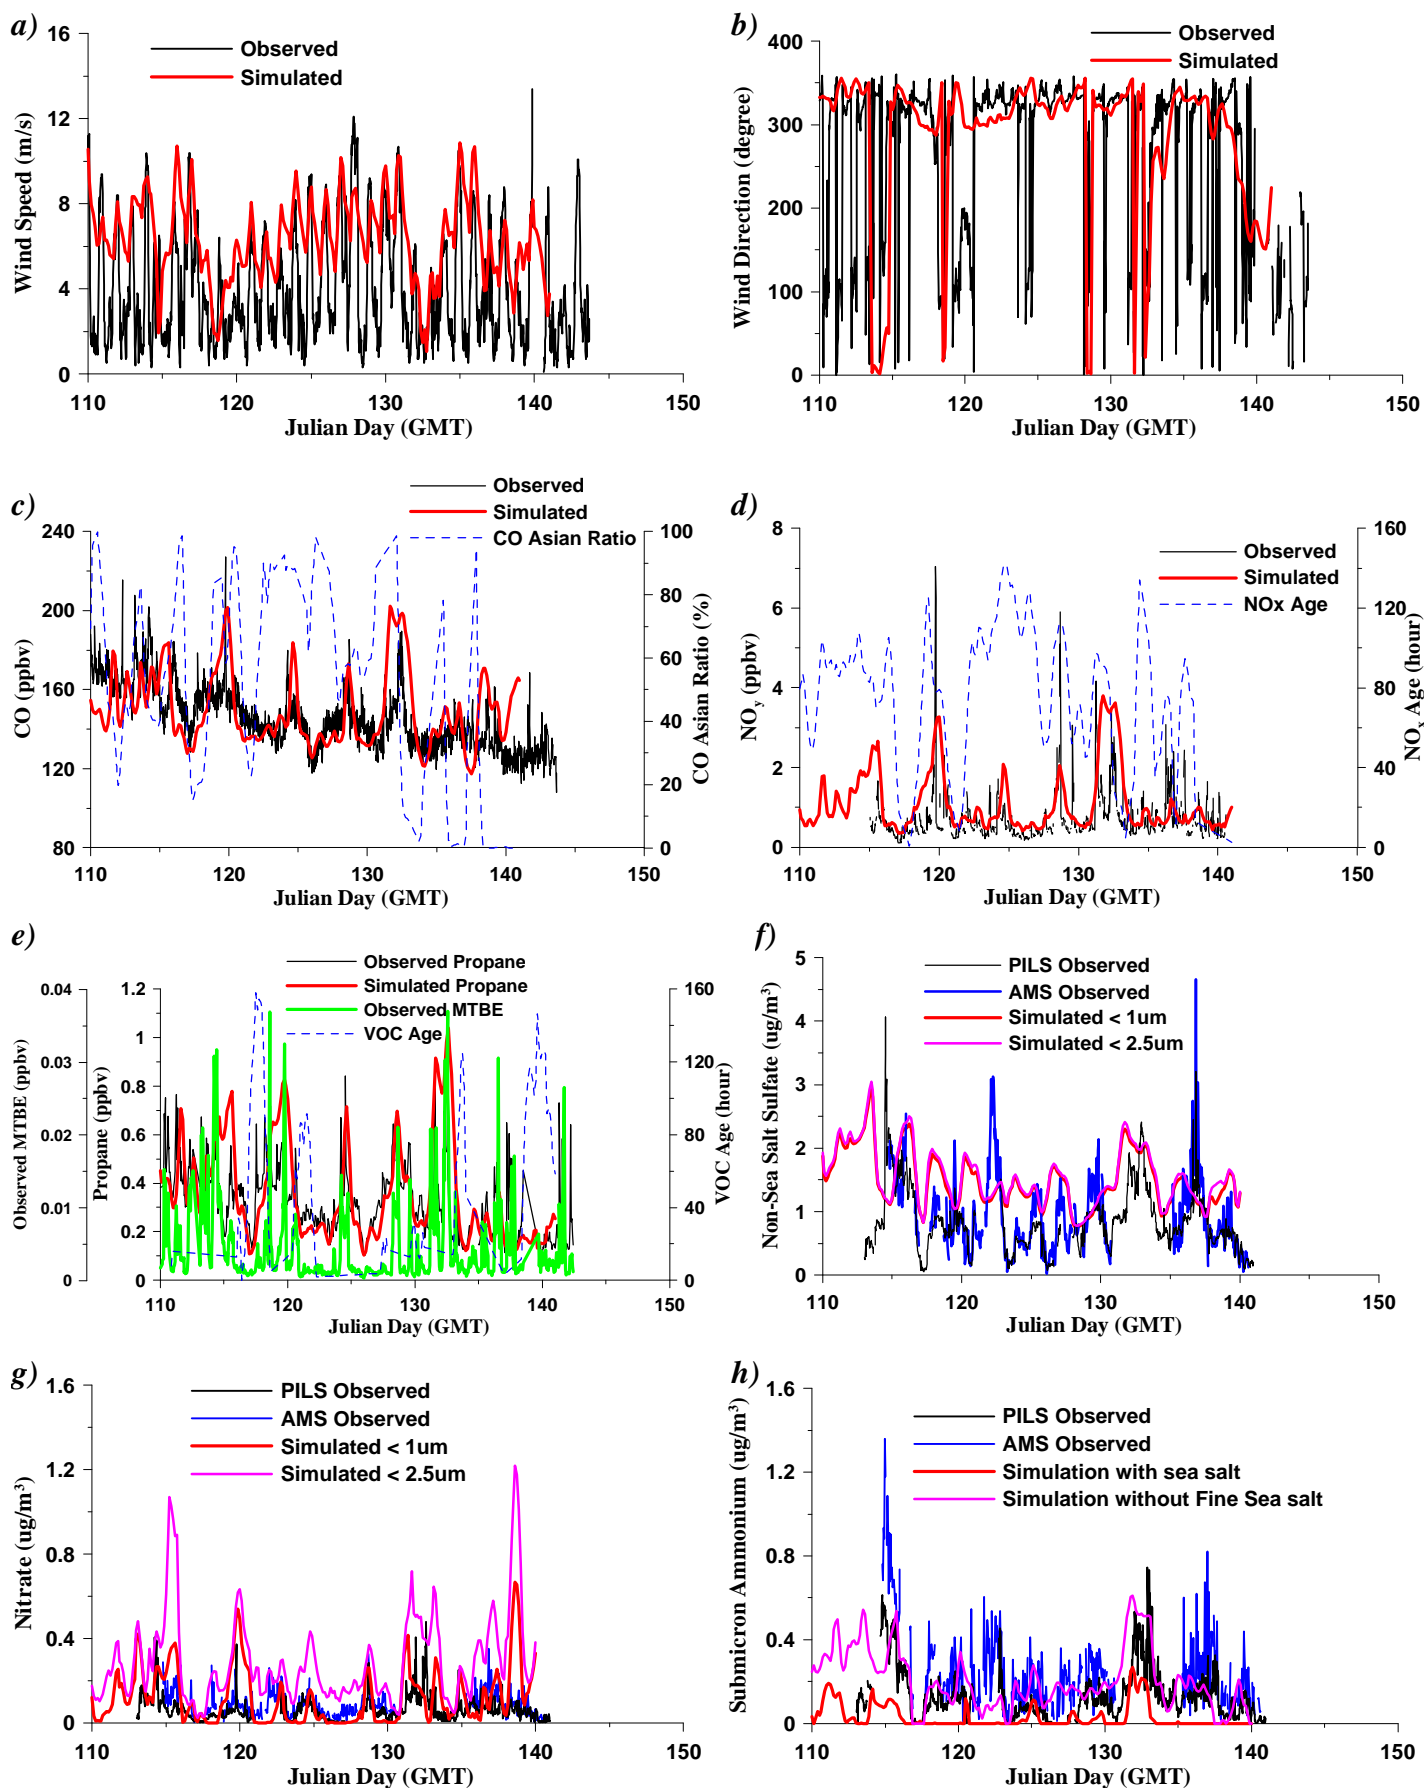 a)
Observed
Simulated
16
12
8
4
0
Wind Speed (m/s)
110
120
130
140
150
Julian Day (GMT)
b)
Observed
Simulated
400
300
200
100
0
Wind Direction (degree)
110
120
130
140
150
Julian Day (GMT)
c)
Observed
Simulated
CO Asian Ratio
240
200
160
120
80
CO (ppbv)
100
80
60
40
20
0
CO Asian Ratio (%)
110
120
130
140
150
Julian Day (GMT)
d)
Observed
Simulated
NOx Age
8
6
4
2
0
NOy (ppbv)
160
120
80
40
0
NOx Age (hour)
110
120
130
140
150
Julian Day (GMT)
e)
Observed Propane
Simulated Propane
Observed MTBE
VOC Age
0.04
0.03
0.02
0.01
0
Observed MTBE (ppbv)
1.2
1
0.8
0.6
0.4
0.2
0
Propane (ppbv)
160
120
80
40
0
VOC Age (hour)
110
120
130
140
150
Julian Day (GMT)
f)
PILS Observed
AMS Observed
Simulated < 1um
Simulated < 2.5um
5
4
3
2
1
0
Non-Sea Salt Sulfate (ug/m³)
110
120
130
140
150
Julian Day (GMT)
g)
PILS Observed
AMS Observed
Simulated < 1um
Simulated < 2.5um
1.6
1.2
0.8
0.4
0
Nitrate (ug/m³)
110
120
130
140
150
Julian Day (GMT)
h)
PILS Observed
AMS Observed
Simulation with sea salt
Simulation without Fine Sea salt
1.6
1.2
0.8
0.4
0
Submicron Ammonium (ug/m³)
110
120
130
140
150
Julian Day (GMT)